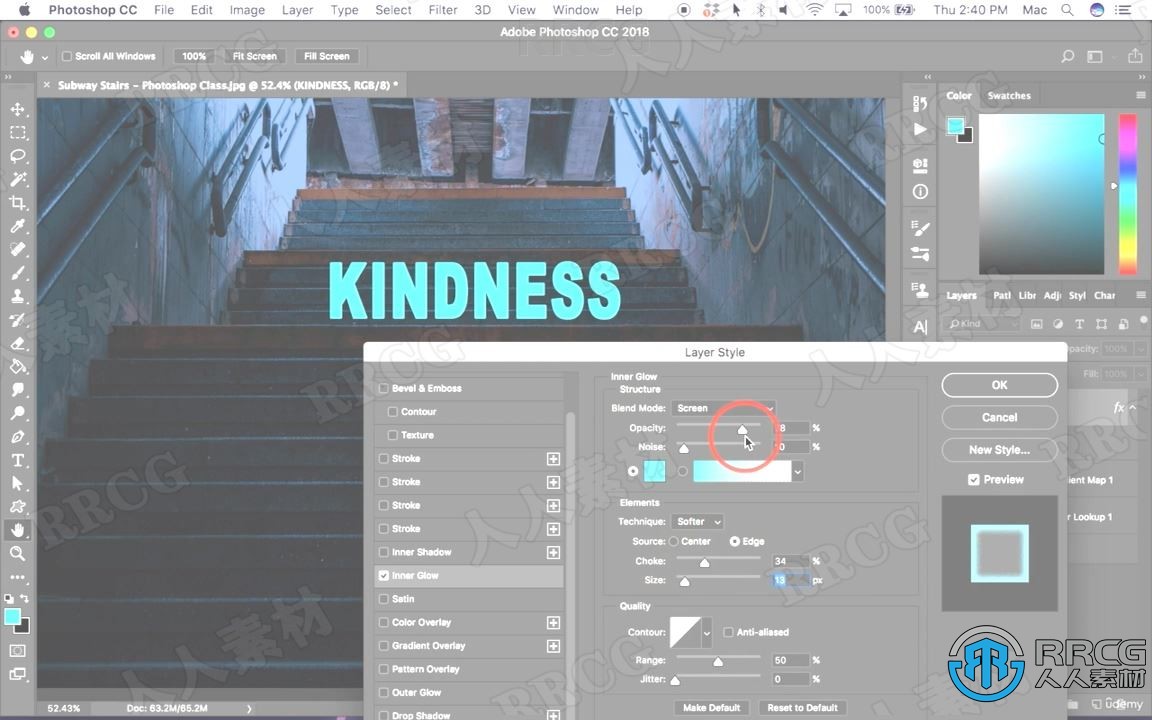 Photoshop CC File Edit Image Layer Type Select Filter 3D View Window Help 100% Thu 2:40 PM Mac
Adobe Photoshop CC 2018
Scroll All Windows 100% Fit Screen Fill Screen
Subway Stairs - Photoshop Class.jpg @ 52.4% (KINDNESS, RGB/8) *
Color Swatches
KINDNESS
Layers Patl Libr Adj Styl Char
Kind
Opacity: 100%
Fill: 100%
fx
Layer Style
Bevel & Emboss
Contour
Texture
Stroke
Stroke
Stroke
Stroke
Inner Shadow
Inner Glow
Satin
Color Overlay
Gradient Overlay
Pattern Overlay
Outer Glow
Drop Shadow
Inner Glow
Structure
Blend Mode: Screen
Opacity: %
Noise: %
Elements
Technique: Softer
Source: Center Edge
Choke: 34 %
Size: 13 px
Quality
Contour: Anti-aliased
Range: 50 %
Jitter: 0 %
Make Default Reset to Default
OK
Cancel
New Style...
Preview
ient Map 1
r Lookup 1
52.43% Doc: 63.2M/65.2M
RRCG
人人素材
ûdemy